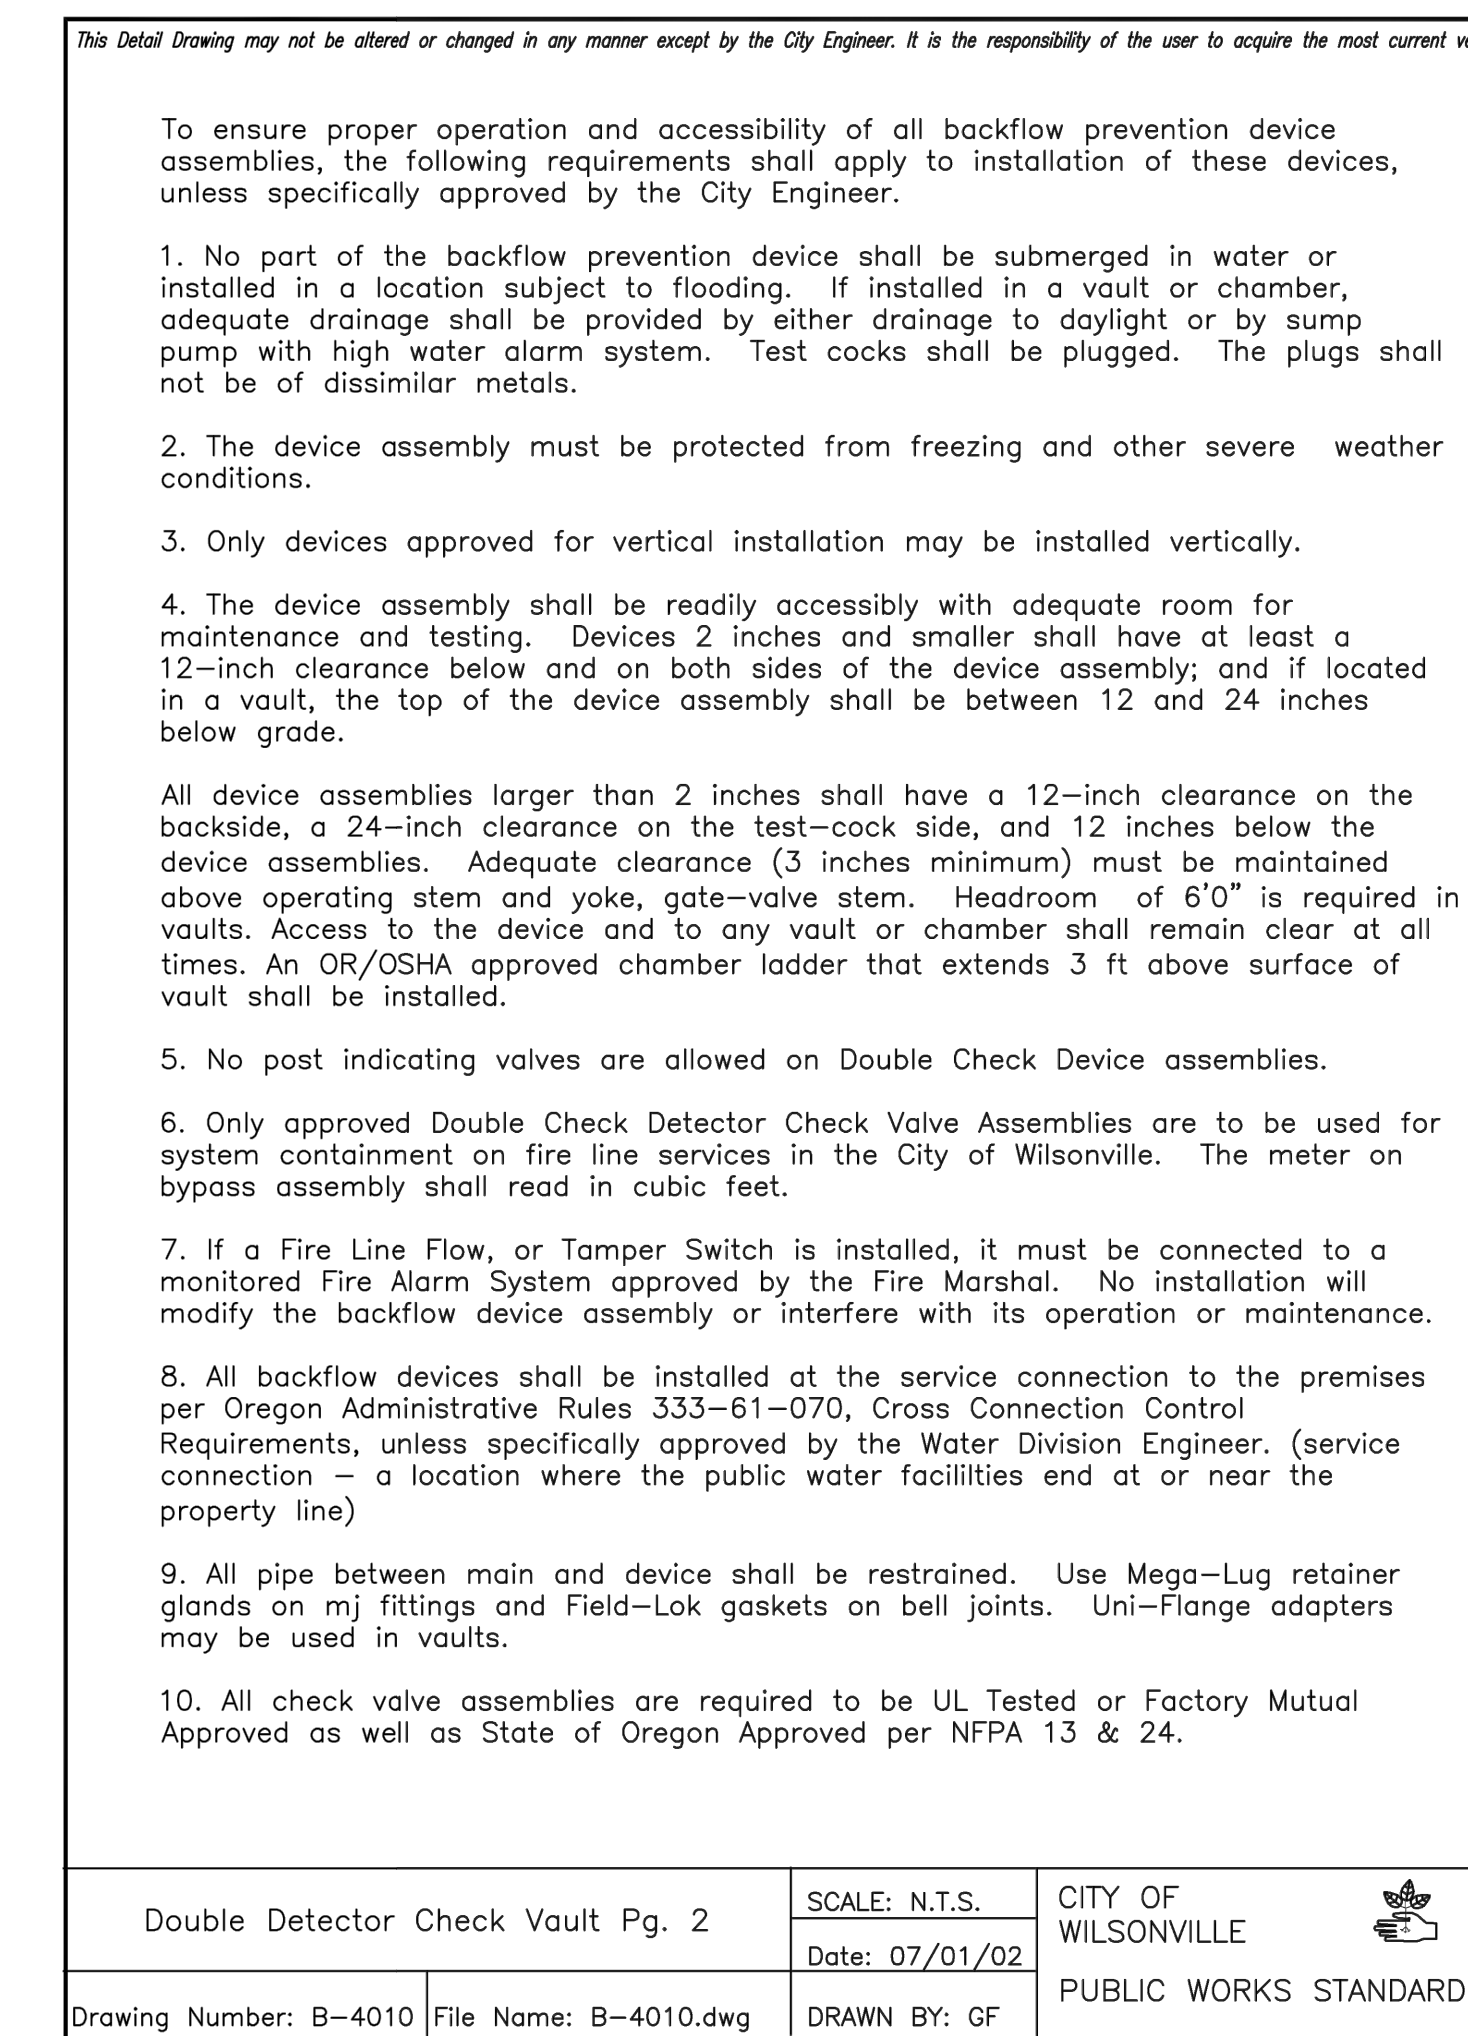 This Detail Drawing may not be altered or changed in any manner except by the City Engineer. It is the responsibility of the user to acquire the most current
To ensure proper operation and accessibility of all backflow prevention device
assemblies, the following requirements shall apply to installation of these devices,
unless specifically approved by the City Engineer.
1. No part of the backflow prevention device shall be submerged in water or
installed in a location subject to flooding. If installed in a vault or chamber,
adequate drainage shall be provided by either drainage to daylight or by sump
pump with high water alarm system. Test cocks shall be plugged. The plugs shall
not be of dissimilar metals.
2. The device assembly must be protected from freezing and other severe weather
conditions.
3. Only devices approved for vertical installation may be installed vertically.
4. The device assembly shall be readily accessibly with adequate room for
maintenance and testing. Devices 2 inches and smaller shall have at least a
12-inch clearance below and on both sides of the device assembly; and if located
in a vault, the top of the device assembly shall be between 12 and 24 inches
below grade.
All device assemblies larger than 2 inches shall have a 12-inch clearance on the
backside, a 24-inch clearance on the test-cock side, and 12 inches below the
device assemblies. Adequate clearance (3 inches minimum) must be maintained
above operating stem and yoke, gate-valve stem. Headroom of 6'0" is required in
vaults. Access to the device and to any vault or chamber shall remain clear at all
times. An OR/OSHA approved chamber ladder that extends 3 ft above surface of
vault shall be installed.
5. No post indicating valves are allowed on Double Check Device assemblies.
6. Only approved Double Check Detector Check Valve Assemblies are to be used for
system containment on fire line services in the City of Wilsonville. The meter on
bypass assembly shall read in cubic feet.
7. If a Fire Line Flow, or Tamper Switch is installed, it must be connected to a
monitored Fire Alarm System approved by the Fire Marshal. No installation will
modify the backflow device assembly or interfere with its operation or maintenance.
8. All backflow devices shall be installed at the service connection to the premises
per Oregon Administrative Rules 333-61-070, Cross Connection Control
Requirements, unless specifically approved by the Water Division Engineer. (service
connection - a location where the public water facililties end at or near the
property line)
9. All pipe between main and device shall be restrained. Use Mega-Lug retainer
glands on mj fittings and Field-Lok gaskets on bell joints. Uni-Flange adapters
may be used in vaults.
10. All check valve assemblies are required to be UL Tested or Factory Mutual
Approved as well as State of Oregon Approved per NFPA 13 & 24.
Double Detector Check Vault Pg. 2
SCALE: N.T.S.
Date: 07/01/02
Drawing Number: B-4010
File Name: B-4010.dwg
DRAWN BY: GF
CITY OF
WILSONVILLE
PUBLIC WORKS STANDARD